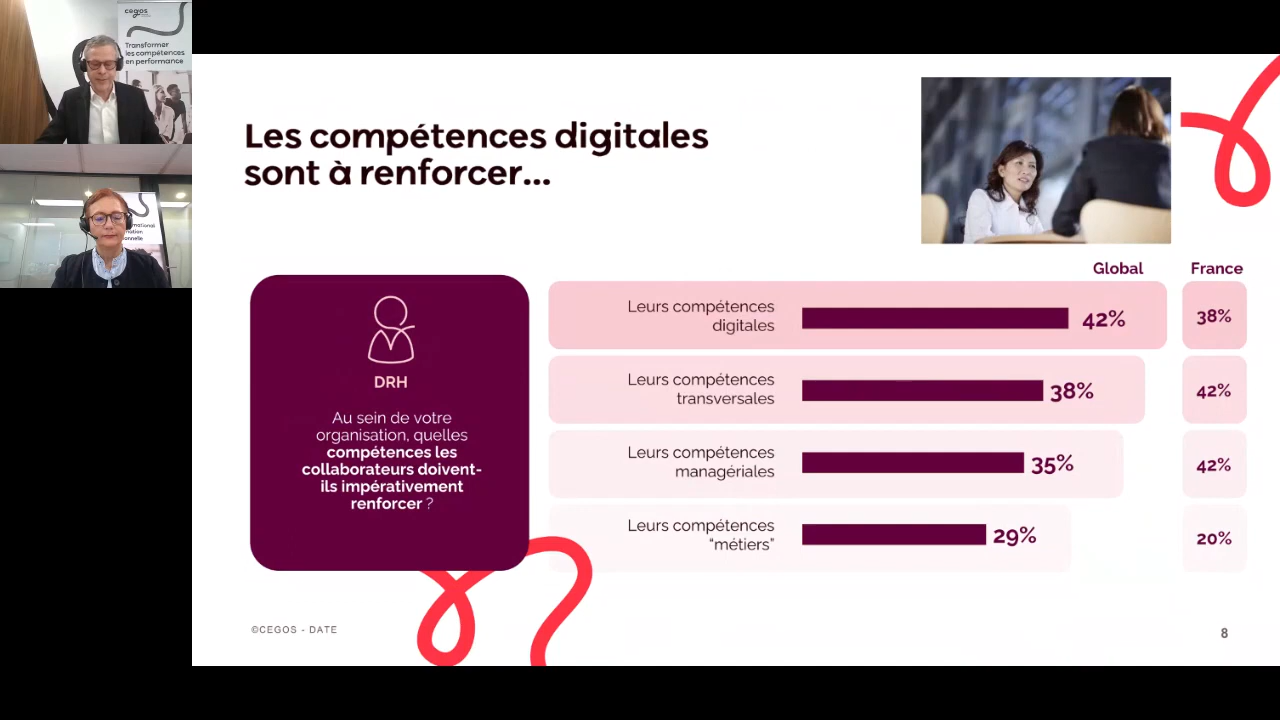 cegos
Transformer
les compétences
en performance
Les compétences digitales
sont à renforcer...
DRH
Au sein de votre
organisation, quelles
compétences les
collaborateurs doivent-
ils impérativement
renforcer ?
Global
France
Leurs compétences
digitales
42%
38%
Leurs compétences
transversales
38%
42%
Leurs compétences
managériales
35%
42%
Leurs compétences
“métiers”
29%
20%
©CEGOS - DATE
8